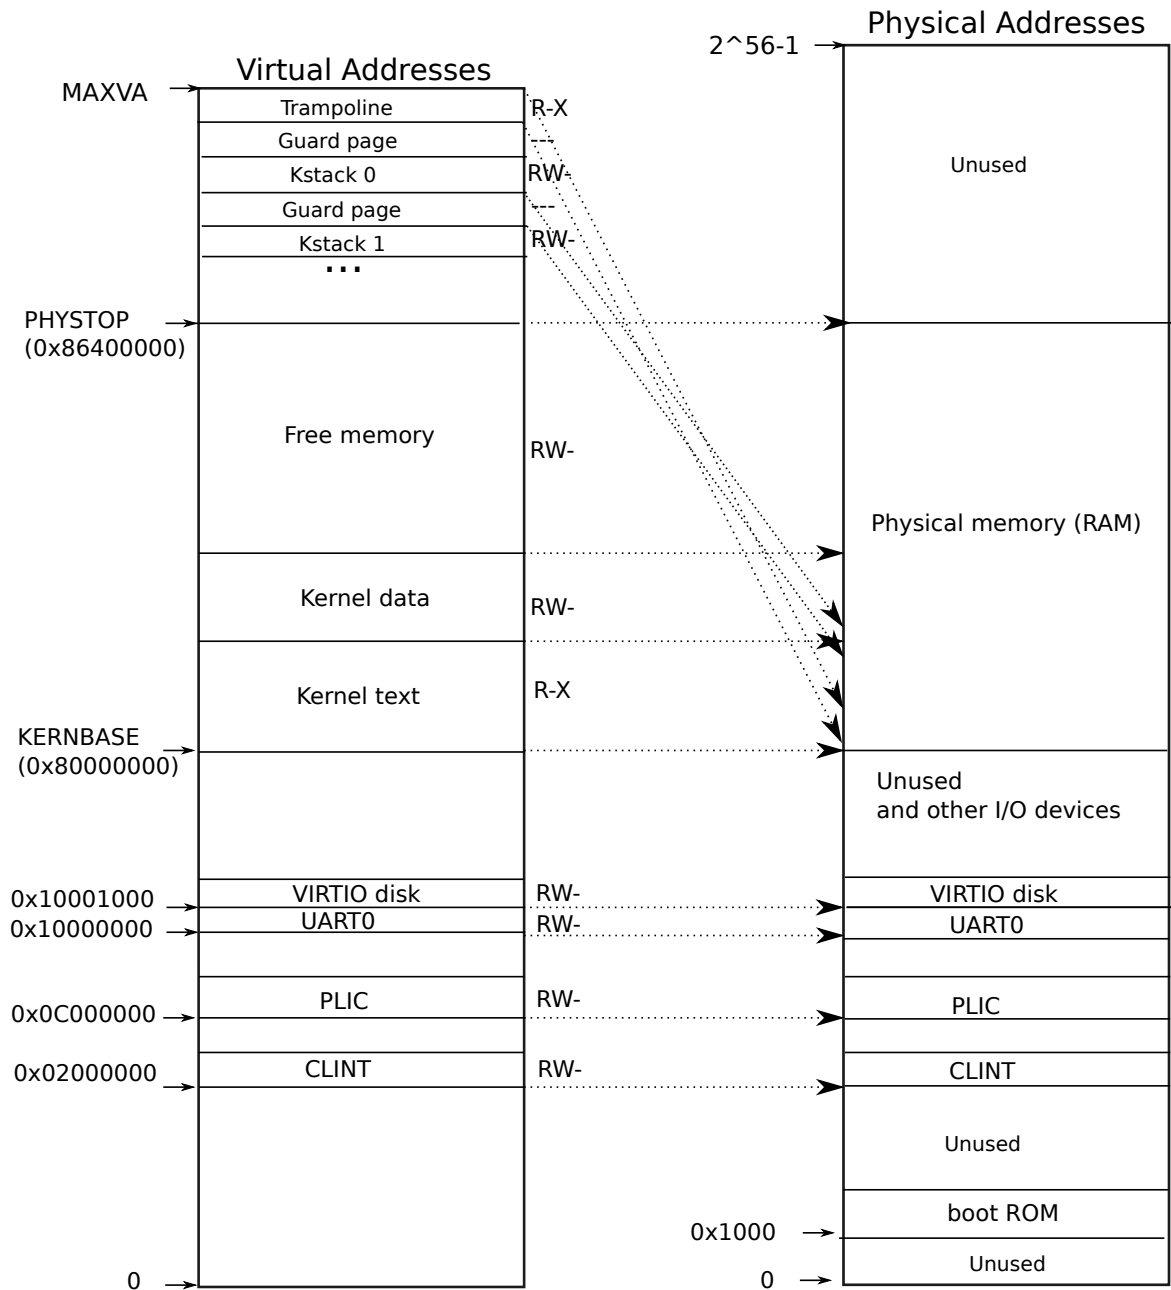 Physical Addresses
2^56-1
Virtual Addresses
MAXVA
Trampoline
R-X
Guard page
---
Unused
Kstack 0
RW-
Guard page
---
Kstack 1
RW-
...
PHYSTOP
(0x86400000)
Free memory
RW-
Physical memory (RAM)
Kernel data
RW-
Kernel text
R-X
KERNBASE
(0x80000000)
Unused
and other I/O devices
0x10001000
VIRTIO disk
RW-
VIRTIO disk
0x10000000
UART0
RW-
UART0
0x0C000000
PLIC
RW-
PLIC
0x02000000
CLINT
RW-
CLINT
Unused
boot ROM
0x1000
Unused
0
0